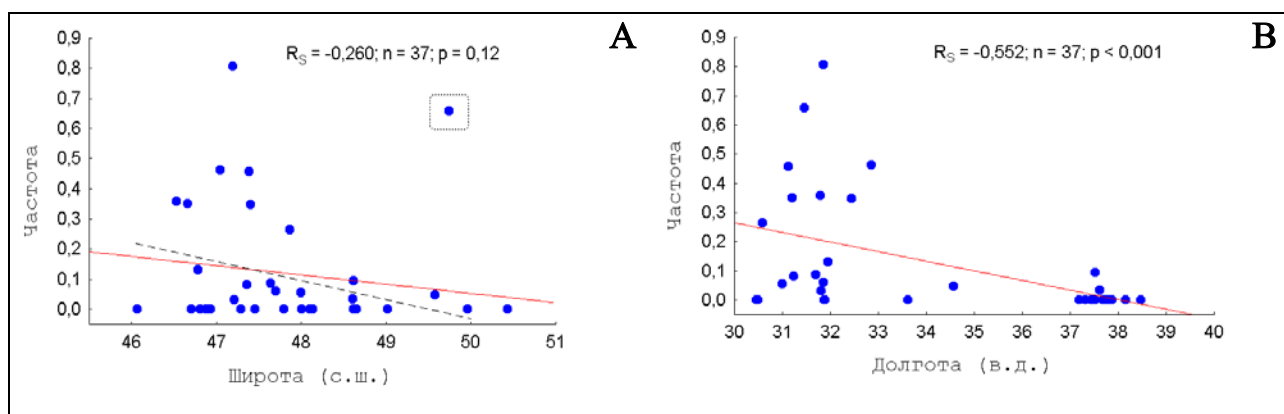 A
R_S = -0,260; n = 37; p = 0,12
Частота
0,9
0,8
0,7
0,6
0,5
0,4
0,3
0,2
0,1
0,0
46 47 48 49 50 51
Широта (с.ш.)
B
R_S = -0,552; n = 37; p < 0,001
Частота
0,9
0,8
0,7
0,6
0,5
0,4
0,3
0,2
0,1
0,0
30 31 32 33 34 35 36 37 38 39 40
Долгота (в.д.)